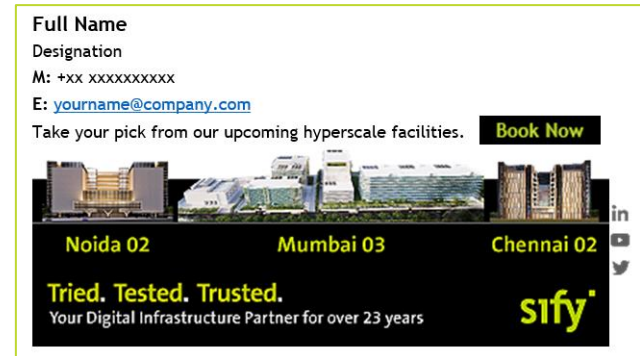 Full Name
Designation
M: +xx xxxxxxxxxx
E: yourname@company.com
Take your pick from our upcoming hyperscale facilities. Book Now
Noida 02 Mumbai 03 Chennai 02
in
Tried. Tested. Trusted.
Your Digital Infrastructure Partner for over 23 years
sify